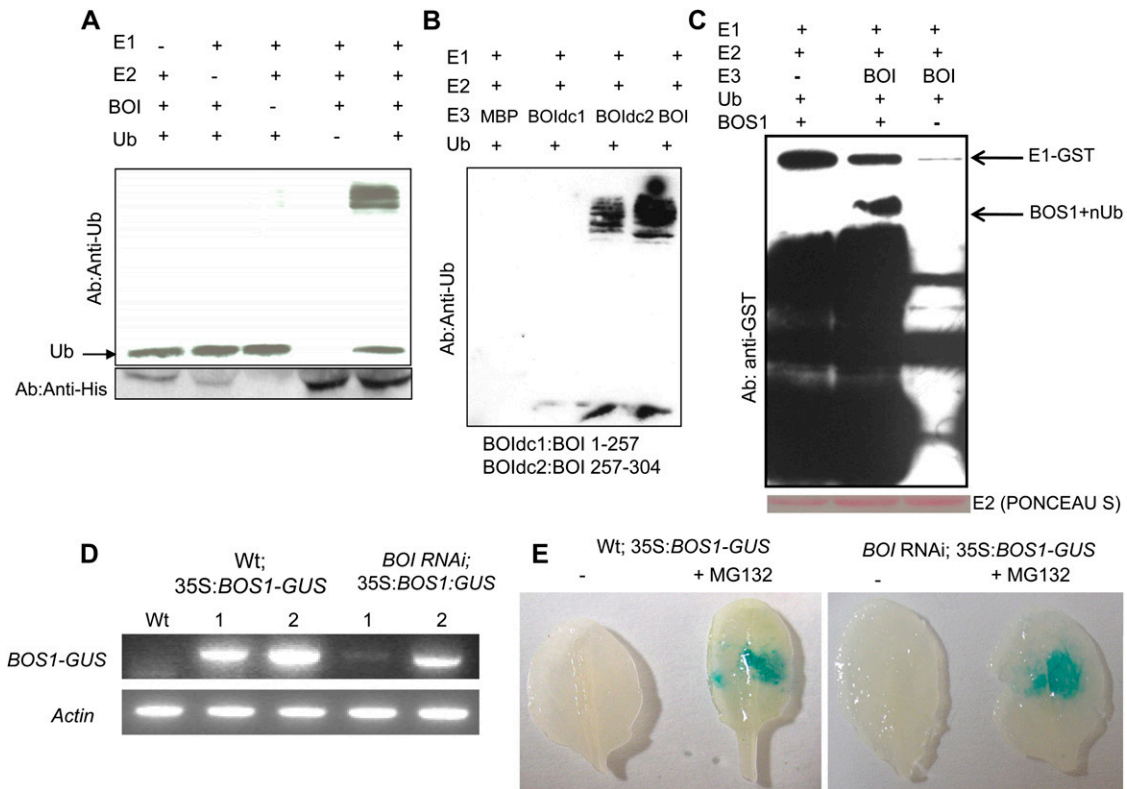 A
E1 - + + + +
E2 + - + + +
BOI + + - + +
Ub + + + - +
Ab:Anti-Ub
Ub
Ab:Anti-His
B
E1 + + + +
E2 + + + +
E3 MBP BOIdc1 BOIdc2 BOI
Ub + + + +
Ab:Anti-Ub
BOIdc1:BOI 1-257
BOIdc2:BOI 257-304
C
E1 + + +
E2 + + +
E3 - BOI BOI
Ub + + +
BOS1 + + -
E1-GST
BOS1+nUb
Ab: anti-GST
E2 (PONCEAU S)
D
Wt;
35S:BOS1-GUS
BOI RNAi;
35S:BOS1:GUS
Wt 1 2 1 2
BOS1-GUS
Actin
E
Wt; 35S:BOS1-GUS
- + MG132
BOI RNAi; 35S:BOS1-GUS
- + MG132